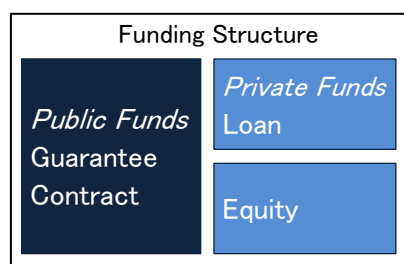 Funding Structure
Public Funds
Guarantee
Contract
Private Funds
Loan
Equity